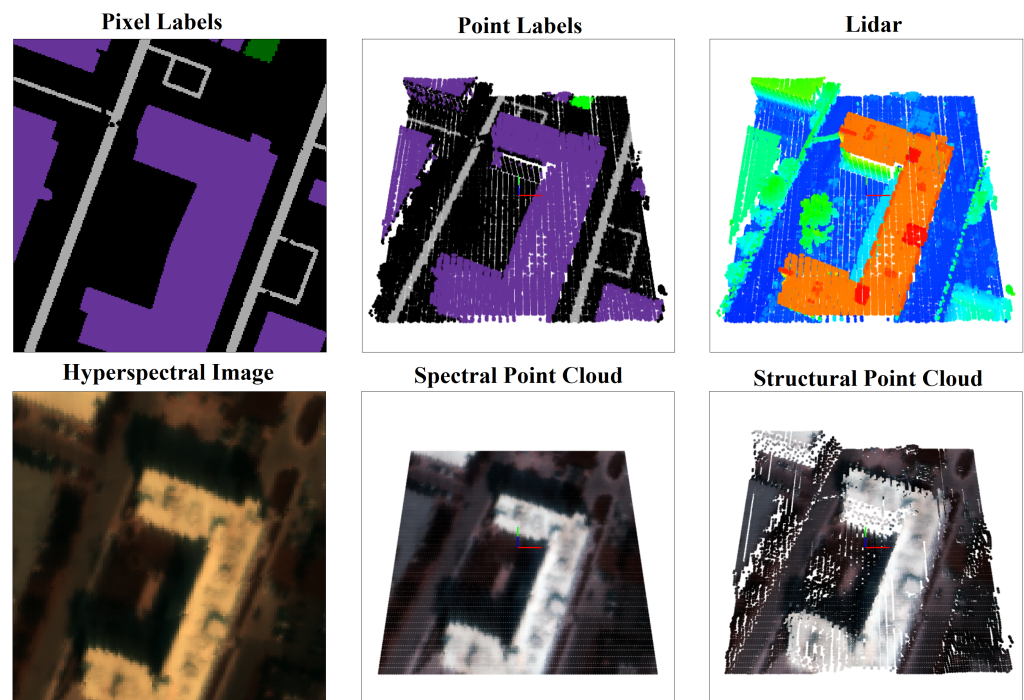 Pixel Labels
Point Labels
Lidar
Hyperspectral Image
Spectral Point Cloud
Structural Point Cloud